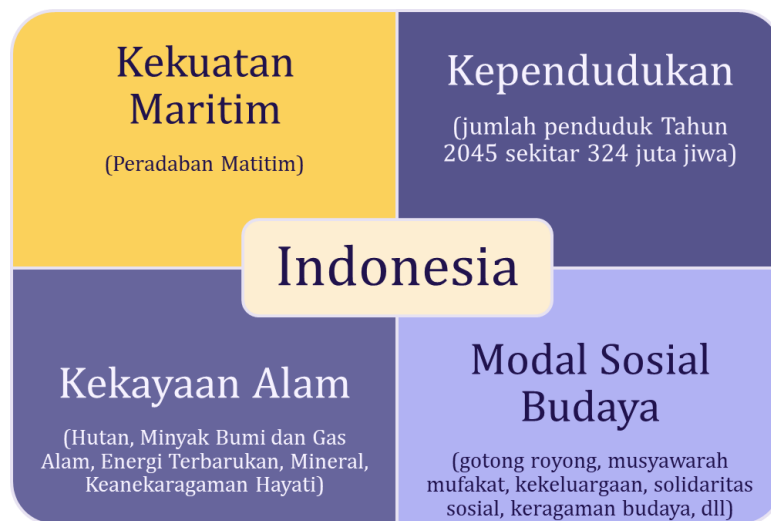 Kekuatan
Maritim
(Peradaban Matitim)
Kependudukan
(jumlah penduduk Tahun
2045 sekitar 324 juta jiwa)
Indonesia
Kekayaan Alam
(Hutan, Minyak Bumi dan Gas
Alam, Energi Terbarukan, Mineral,
Keanekaragaman Hayati)
Modal Sosial
Budaya
(gotong royong, musyawarah
mufakat, kekeluargaan, solidaritas
sosial, keragaman budaya, dll)